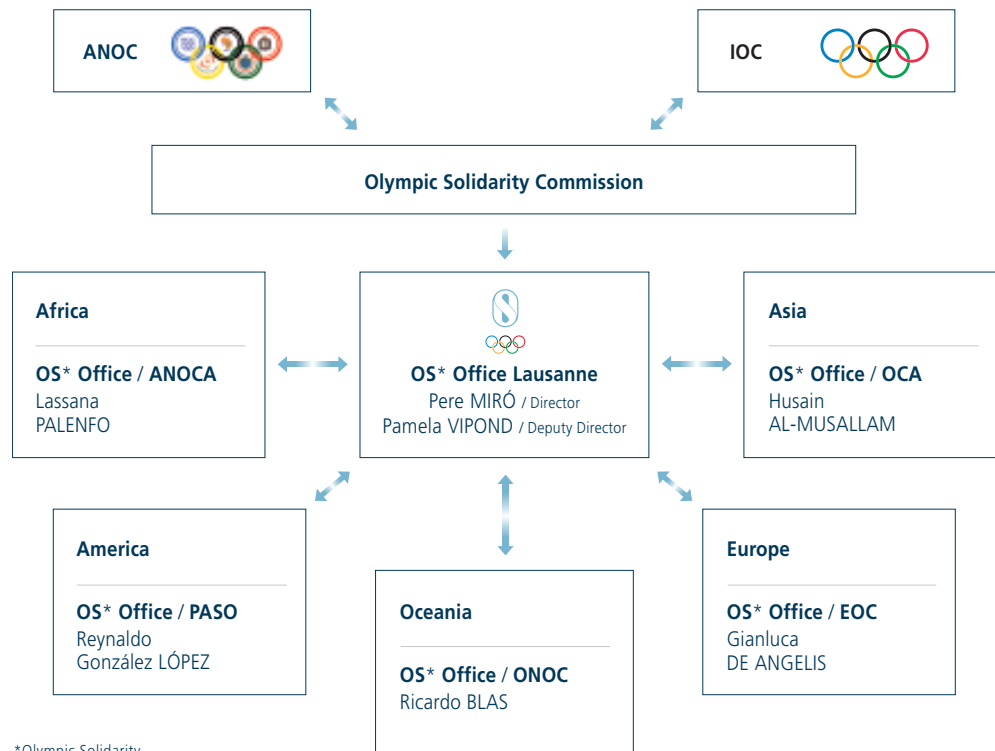 ANOC
IOC
Olympic Solidarity Commission
Africa
OS* Office / ANOCA
Lassana
PALENFO
OS* Office Lausanne
Pere MIRÓ / Director
Pamela VIPOND / Deputy Director
Asia
OS* Office / OCA
Husain
AL-MUSALLAM
America
OS* Office / PASO
Reynaldo
González LÓPEZ
Oceania
OS* Office / ONOC
Ricardo BLAS
Europe
OS* Office / EOC
Gianluca
DE ANGELIS
*Olympic Solidarity